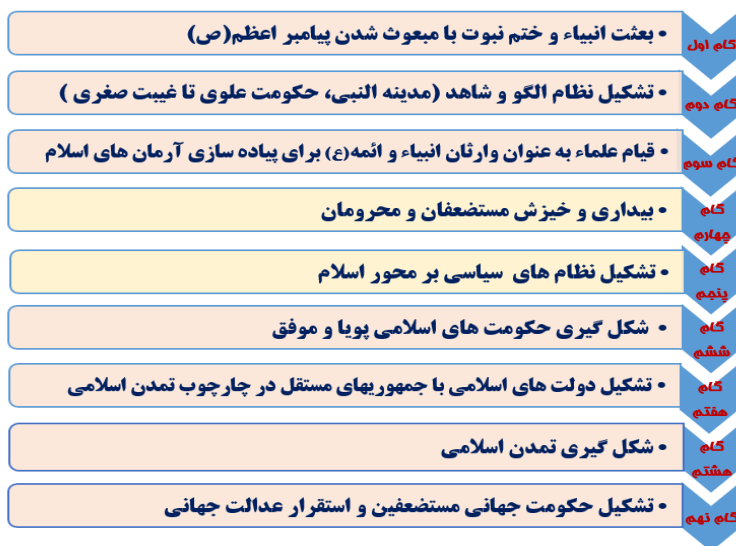 گام اول
• بعثت انبیاء و ختم نبوت با مبعوث شدن پیامبر اعظم(ص)
گام دوم
• تشکیل نظام الگو و شاهد (مدینه النبی، حکومت علوی تا غیبت صغری )
گام سوم
• قیام علماء به عنوان وارثان انبیاء و ائمه(ع) برای پیاده سازی آرمان های اسلام
گام
چهارم
• بیداری و خیزش مستضعفان و محرومان
گام
پنجم
• تشکیل نظام های سیاسی بر محور اسلام
گام
ششم
• شکل گیری حکومت های اسلامی پویا و موفق
گام
هفتم
• تشکیل دولت های اسلامی با جمهوریهای مستقل در چارچوب تمدن اسلامی
گام
هشتم
• شکل گیری تمدن اسلامی
گام نهم
• تشکیل حکومت جهانی مستضعفین و استقرار عدالت جهانی